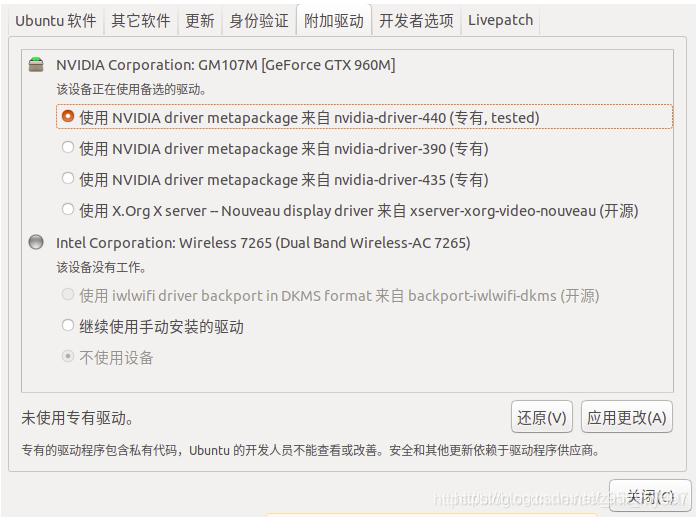 Ubuntu 软件 其它软件 更新 身份验证 附加驱动 开发者选项 Livepatch
NVIDIA Corporation: GM107M [GeForce GTX 960M]
该设备正在使用备选的驱动。
使用 NVIDIA driver metapackage 来自 nvidia-driver-440 (专有, tested)
使用 NVIDIA driver metapackage 来自 nvidia-driver-390 (专有)
使用 NVIDIA driver metapackage 来自 nvidia-driver-435 (专有)
使用 X.Org X server -- Nouveau display driver 来自 xserver-xorg-video-nouveau (开源)
Intel Corporation: Wireless 7265 (Dual Band Wireless-AC 7265)
该设备没有工作。
使用 iwlwifi driver backport in DKMS format 来自 backport-iwlwifi-dkms (开源)
继续使用手动安装的驱动
不使用设备
未使用专有驱动。 还原(V) 应用更改(A)
专有的驱动程序包含私有代码，Ubuntu 的开发人员不能查看或改善。安全和其他更新依赖于驱动程序供应商。
关闭(C)